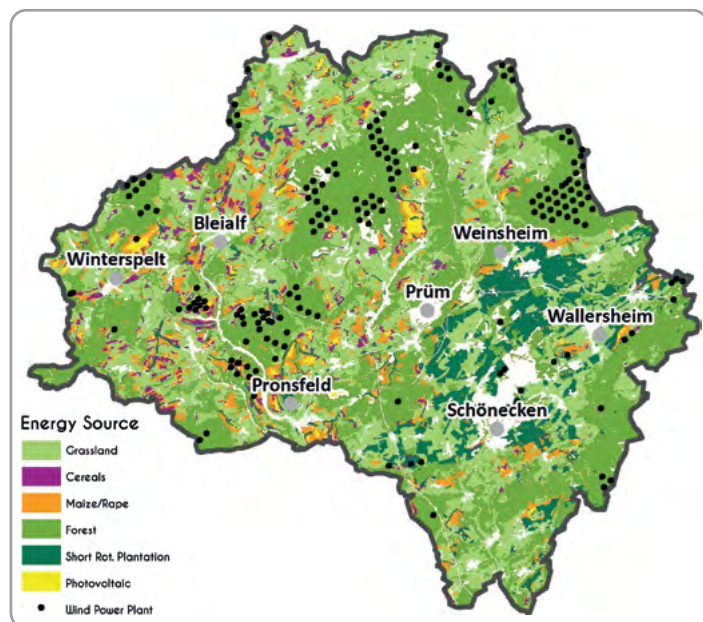 Bleialf
Weinsheim
Winterspelt
Prüm
Wallersheim
Pronsfeld
Schönecken
Energy Source
Grassland
Cereals
Maize/Rape
Forest
Short Rot. Plantation
Photovoltaic
Wind Power Plant